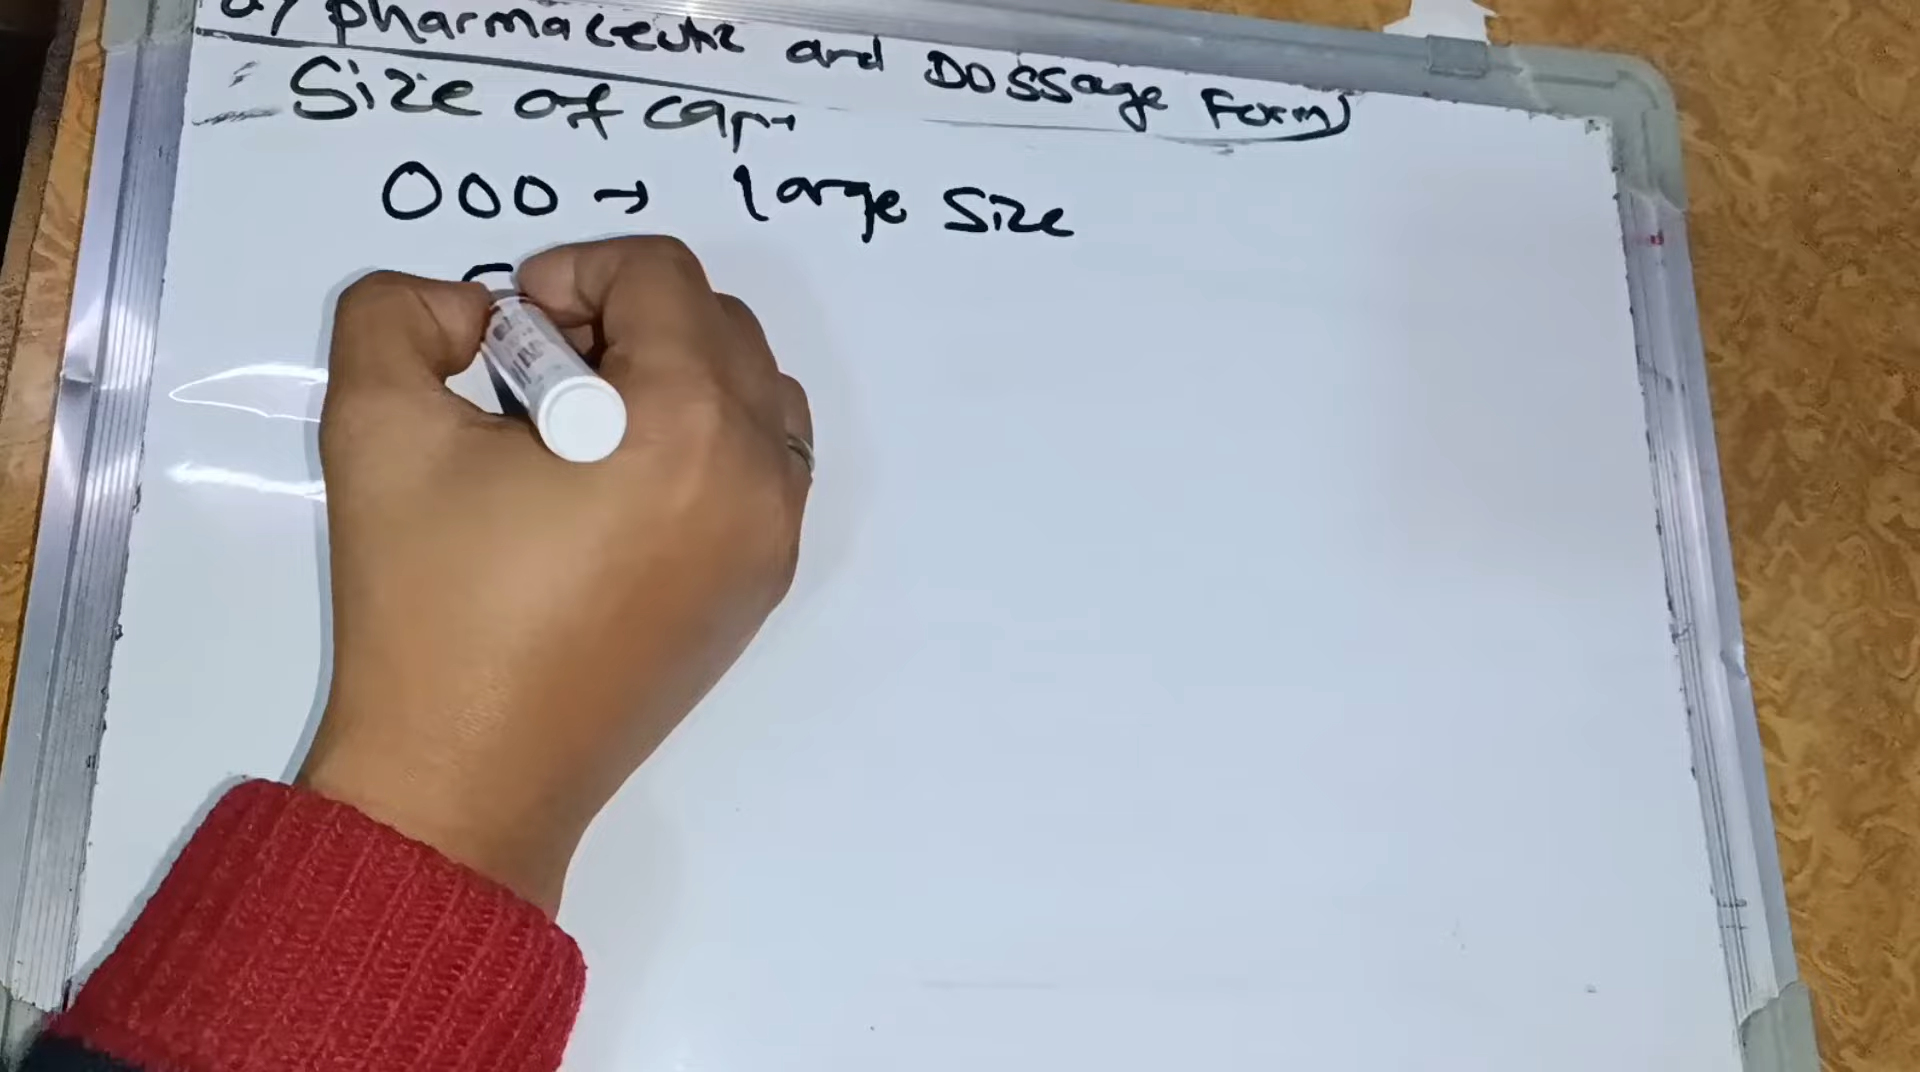 pharmaceutic and Dossage Form)
Size of cap.
000 → large Size